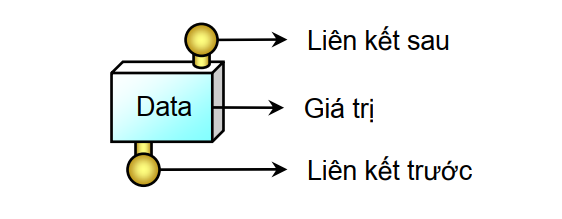 Liên kết sau
Data
Giá trị
Liên kết trước